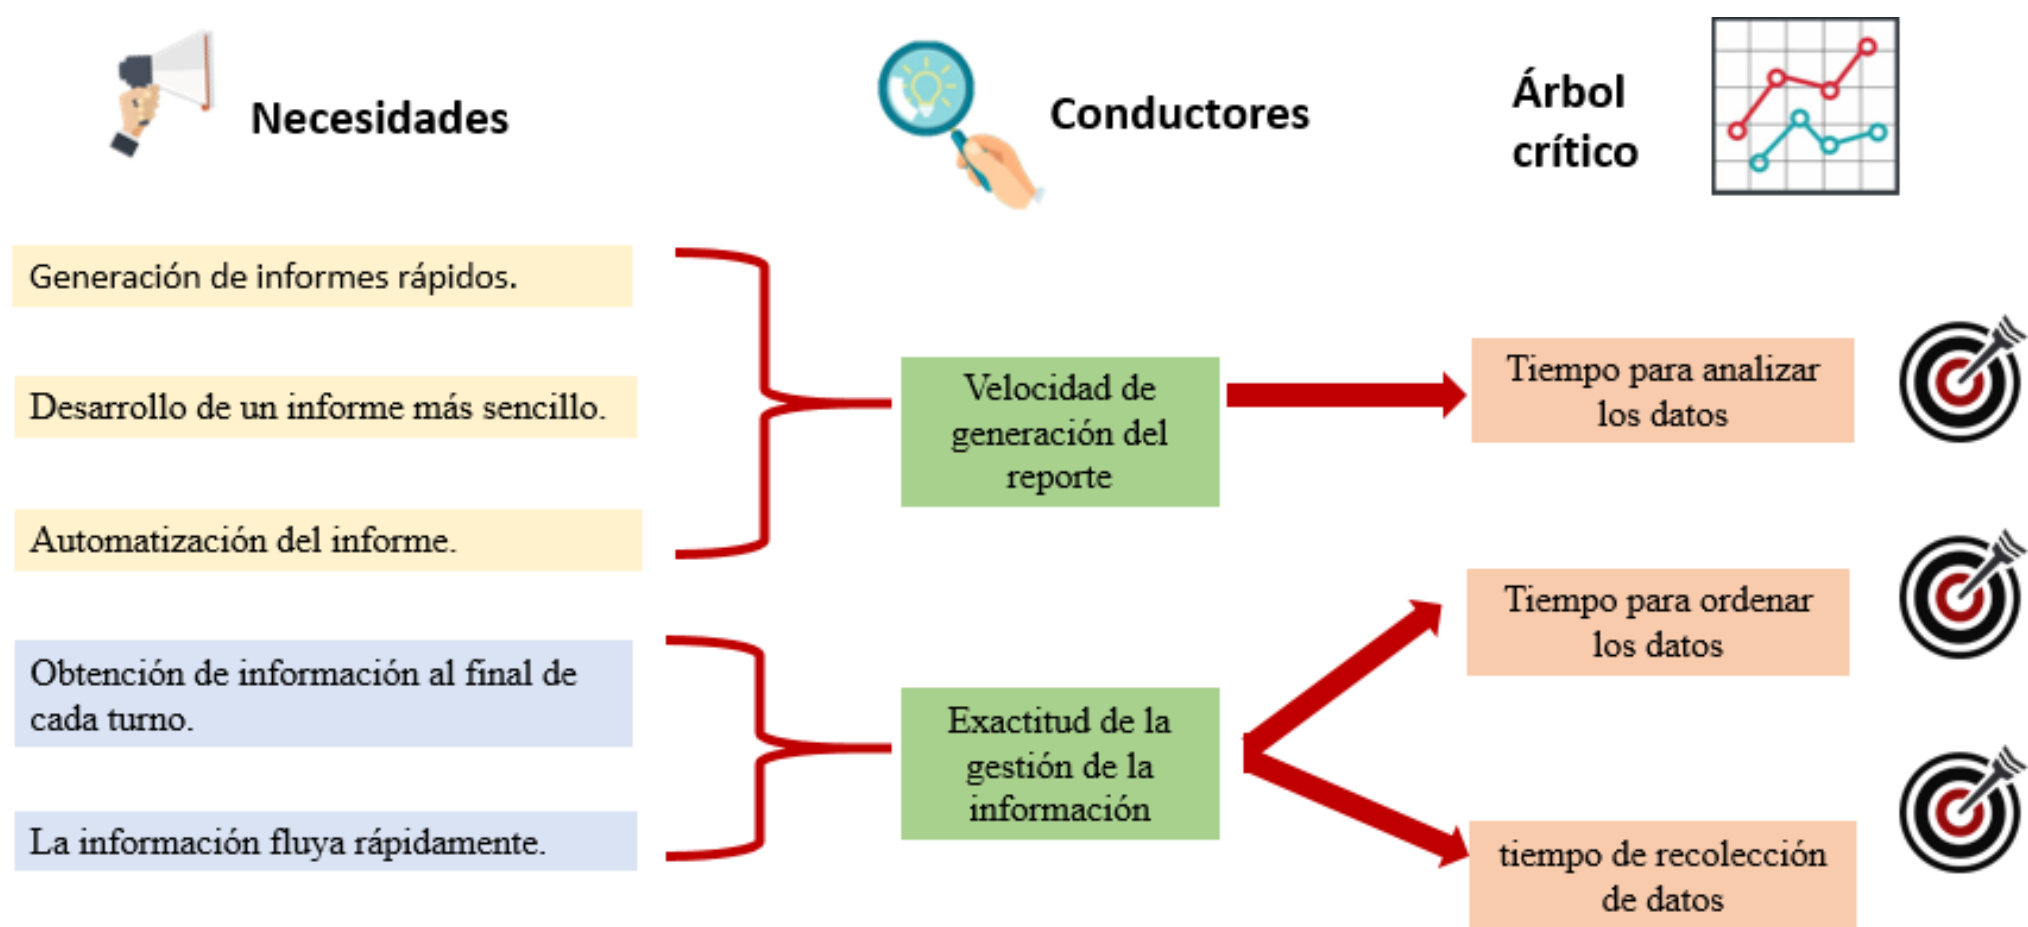 Necesidades
Conductores
Árbol
crítico
Generación de informes rápidos.
Desarrollo de un informe más sencillo.
Automatización del informe.
Velocidad de
generación del
reporte
Tiempo para analizar
los datos
Obtención de información al final de
cada turno.
La información fluya rápidamente.
Exactitud de la
gestión de la
información
Tiempo para ordenar
los datos
tiempo de recolección
de datos